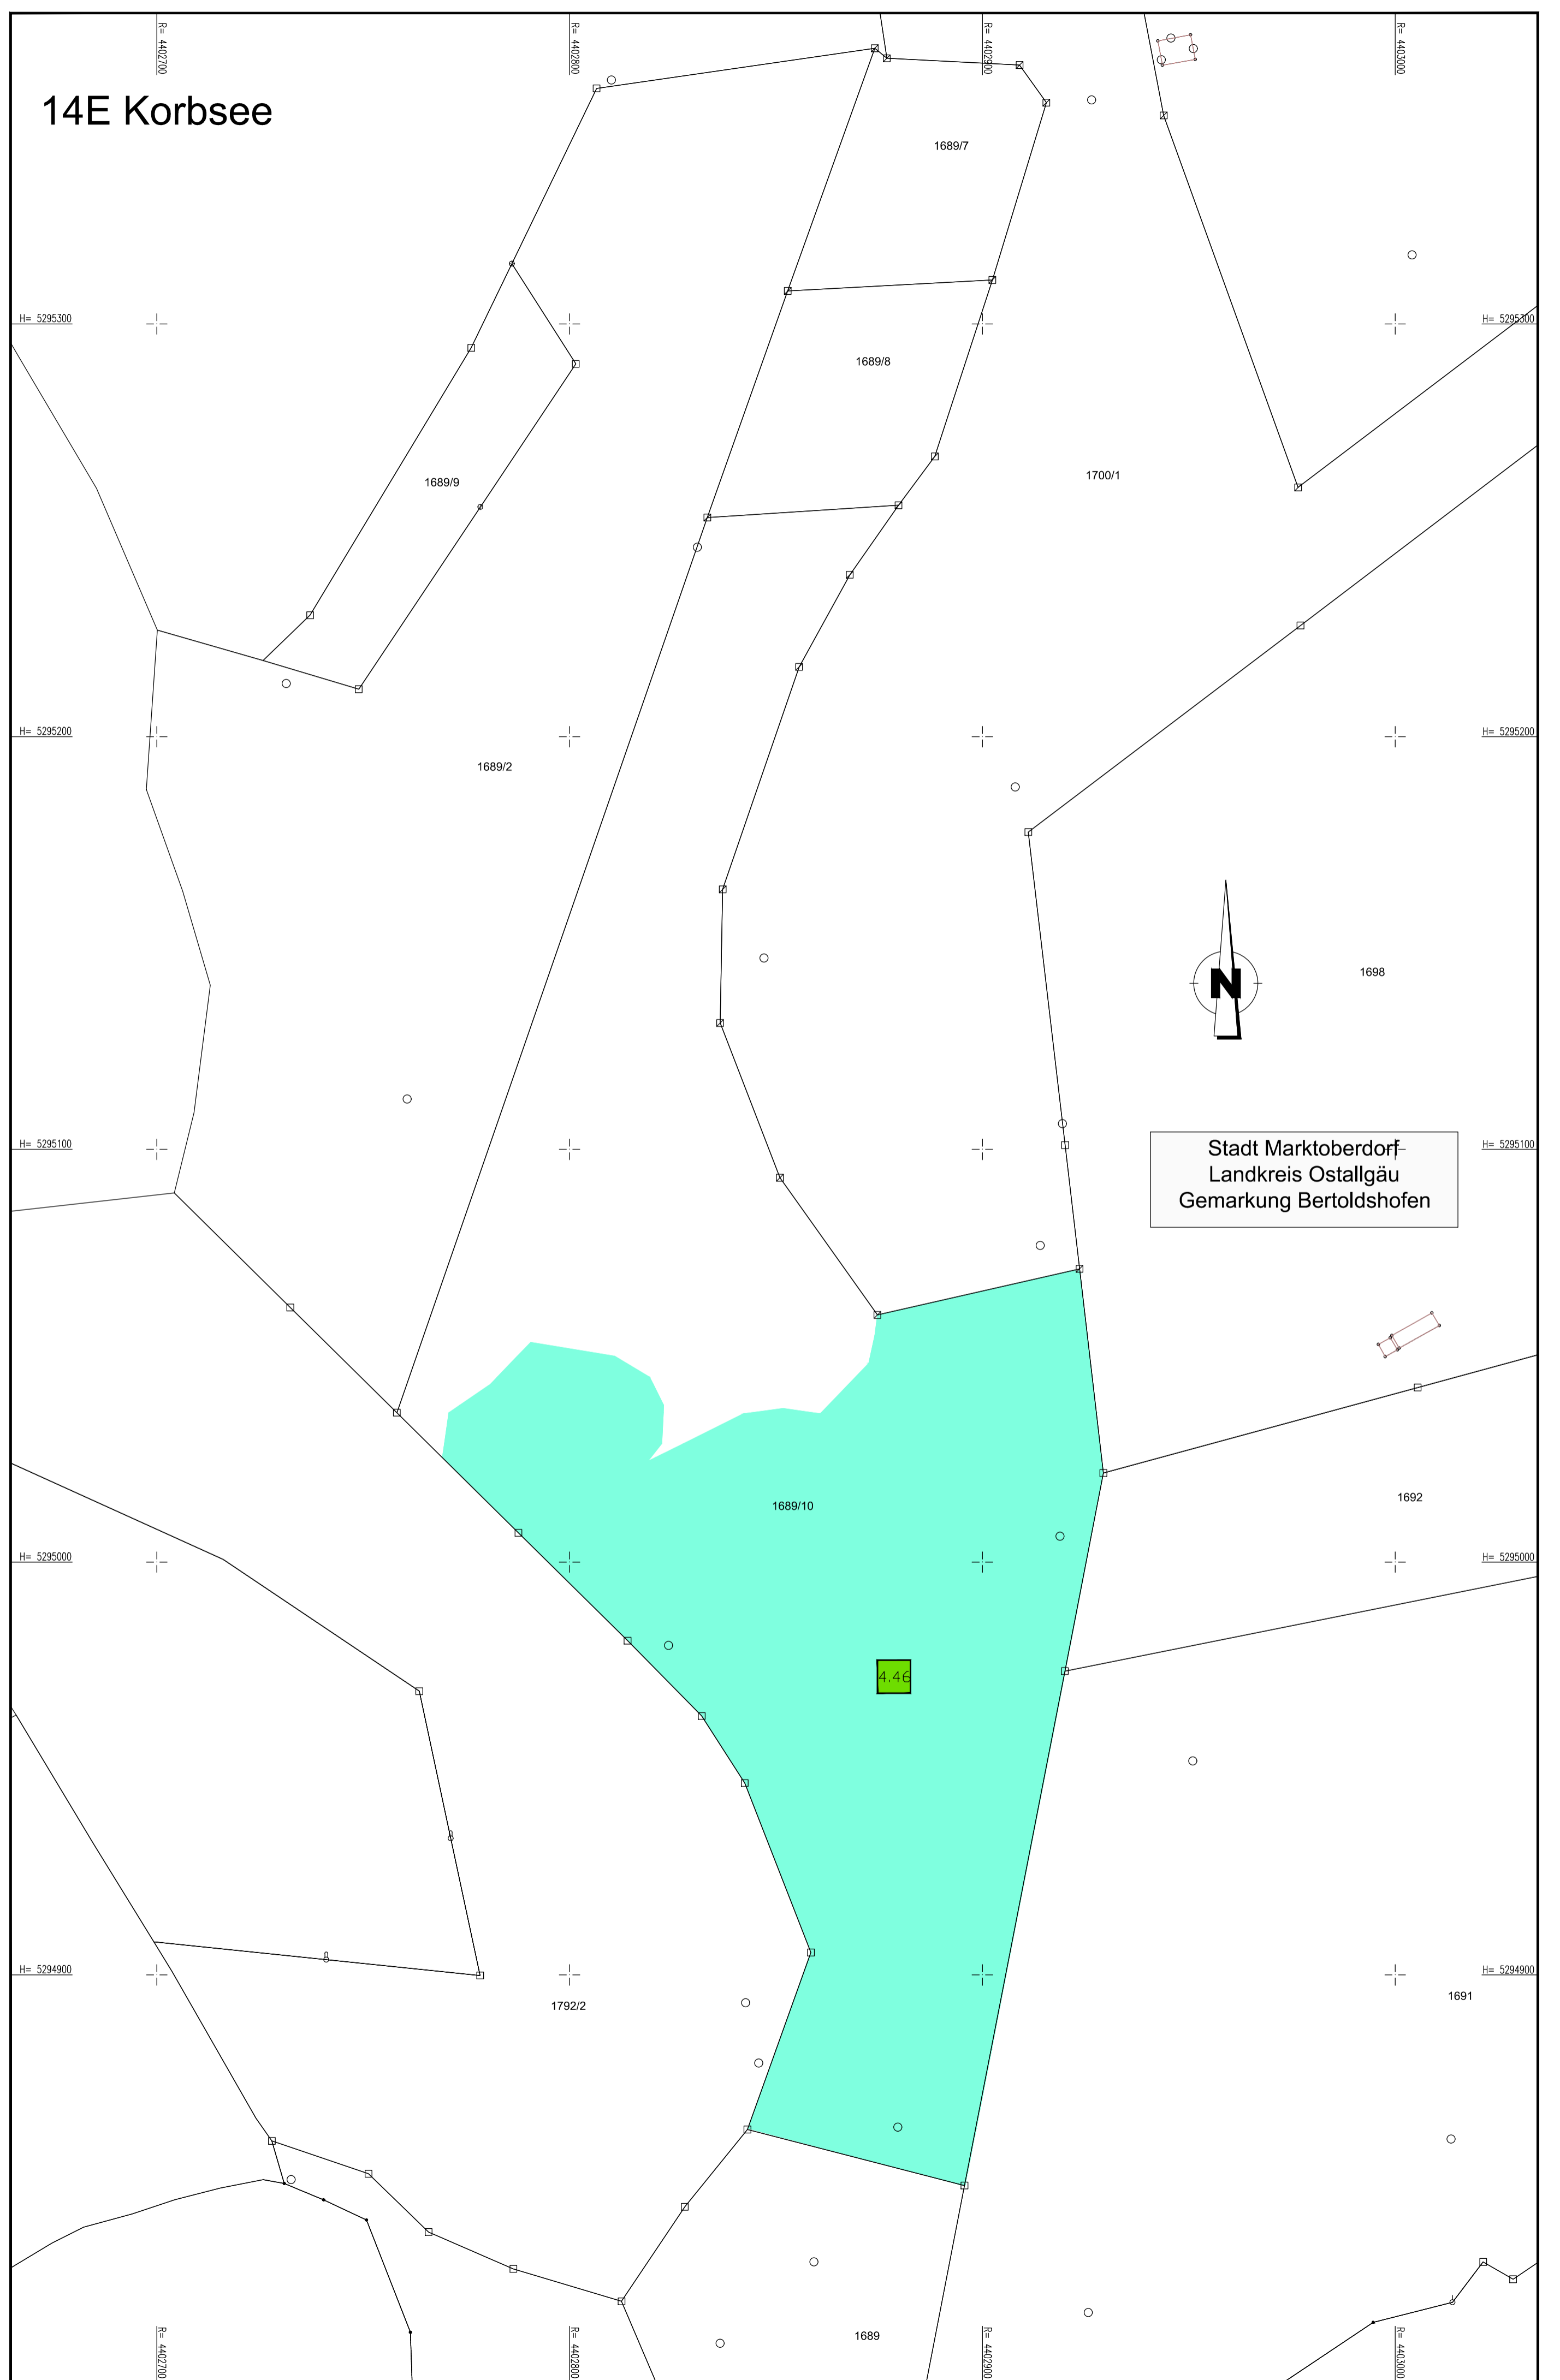 R= 4402700
R= 4402800
R= 4402900
R= 4403000
14E Korbsee
1689/7
H= 5295300
H= 5295300
1689/8
1689/9
1700/1
H= 5295200
H= 5295200
1689/2
1698
N
H= 5295100
H= 5295100
Stadt Marktoberdorf
Landkreis Ostallgäu
Gemarkung Bertoldshofen
1689/10
1692
H= 5295000
H= 5295000
4.46
H= 5294900
H= 5294900
1792/2
1691
1689
R= 4402700
R= 4402800
R= 4402900
R= 4403000